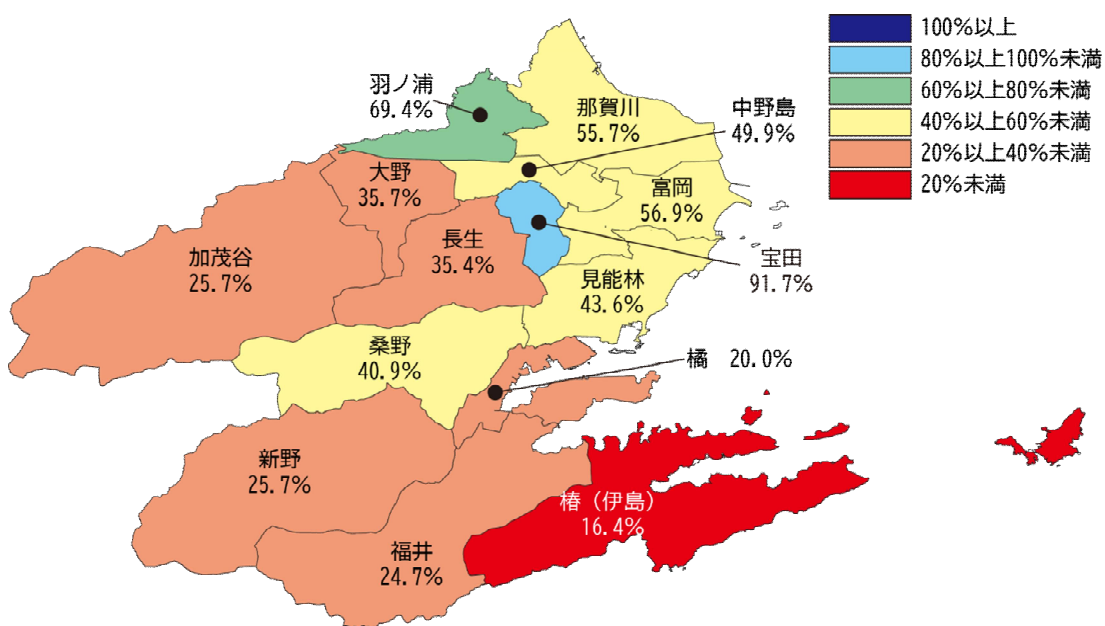 100%以上
80%以上100%未満
60%以上80%未満
40%以上60%未満
20%以上40%未満
20%未満
羽ノ浦
69.4%
那賀川
55.7%
中野島
49.9%
大野
35.7%
富岡
56.9%
長生
35.4%
加茂谷
25.7%
宝田
91.7%
見能林
43.6%
桑野
40.9%
橘 20.0%
新野
25.7%
椿（伊島）
16.4%
福井
24.7%